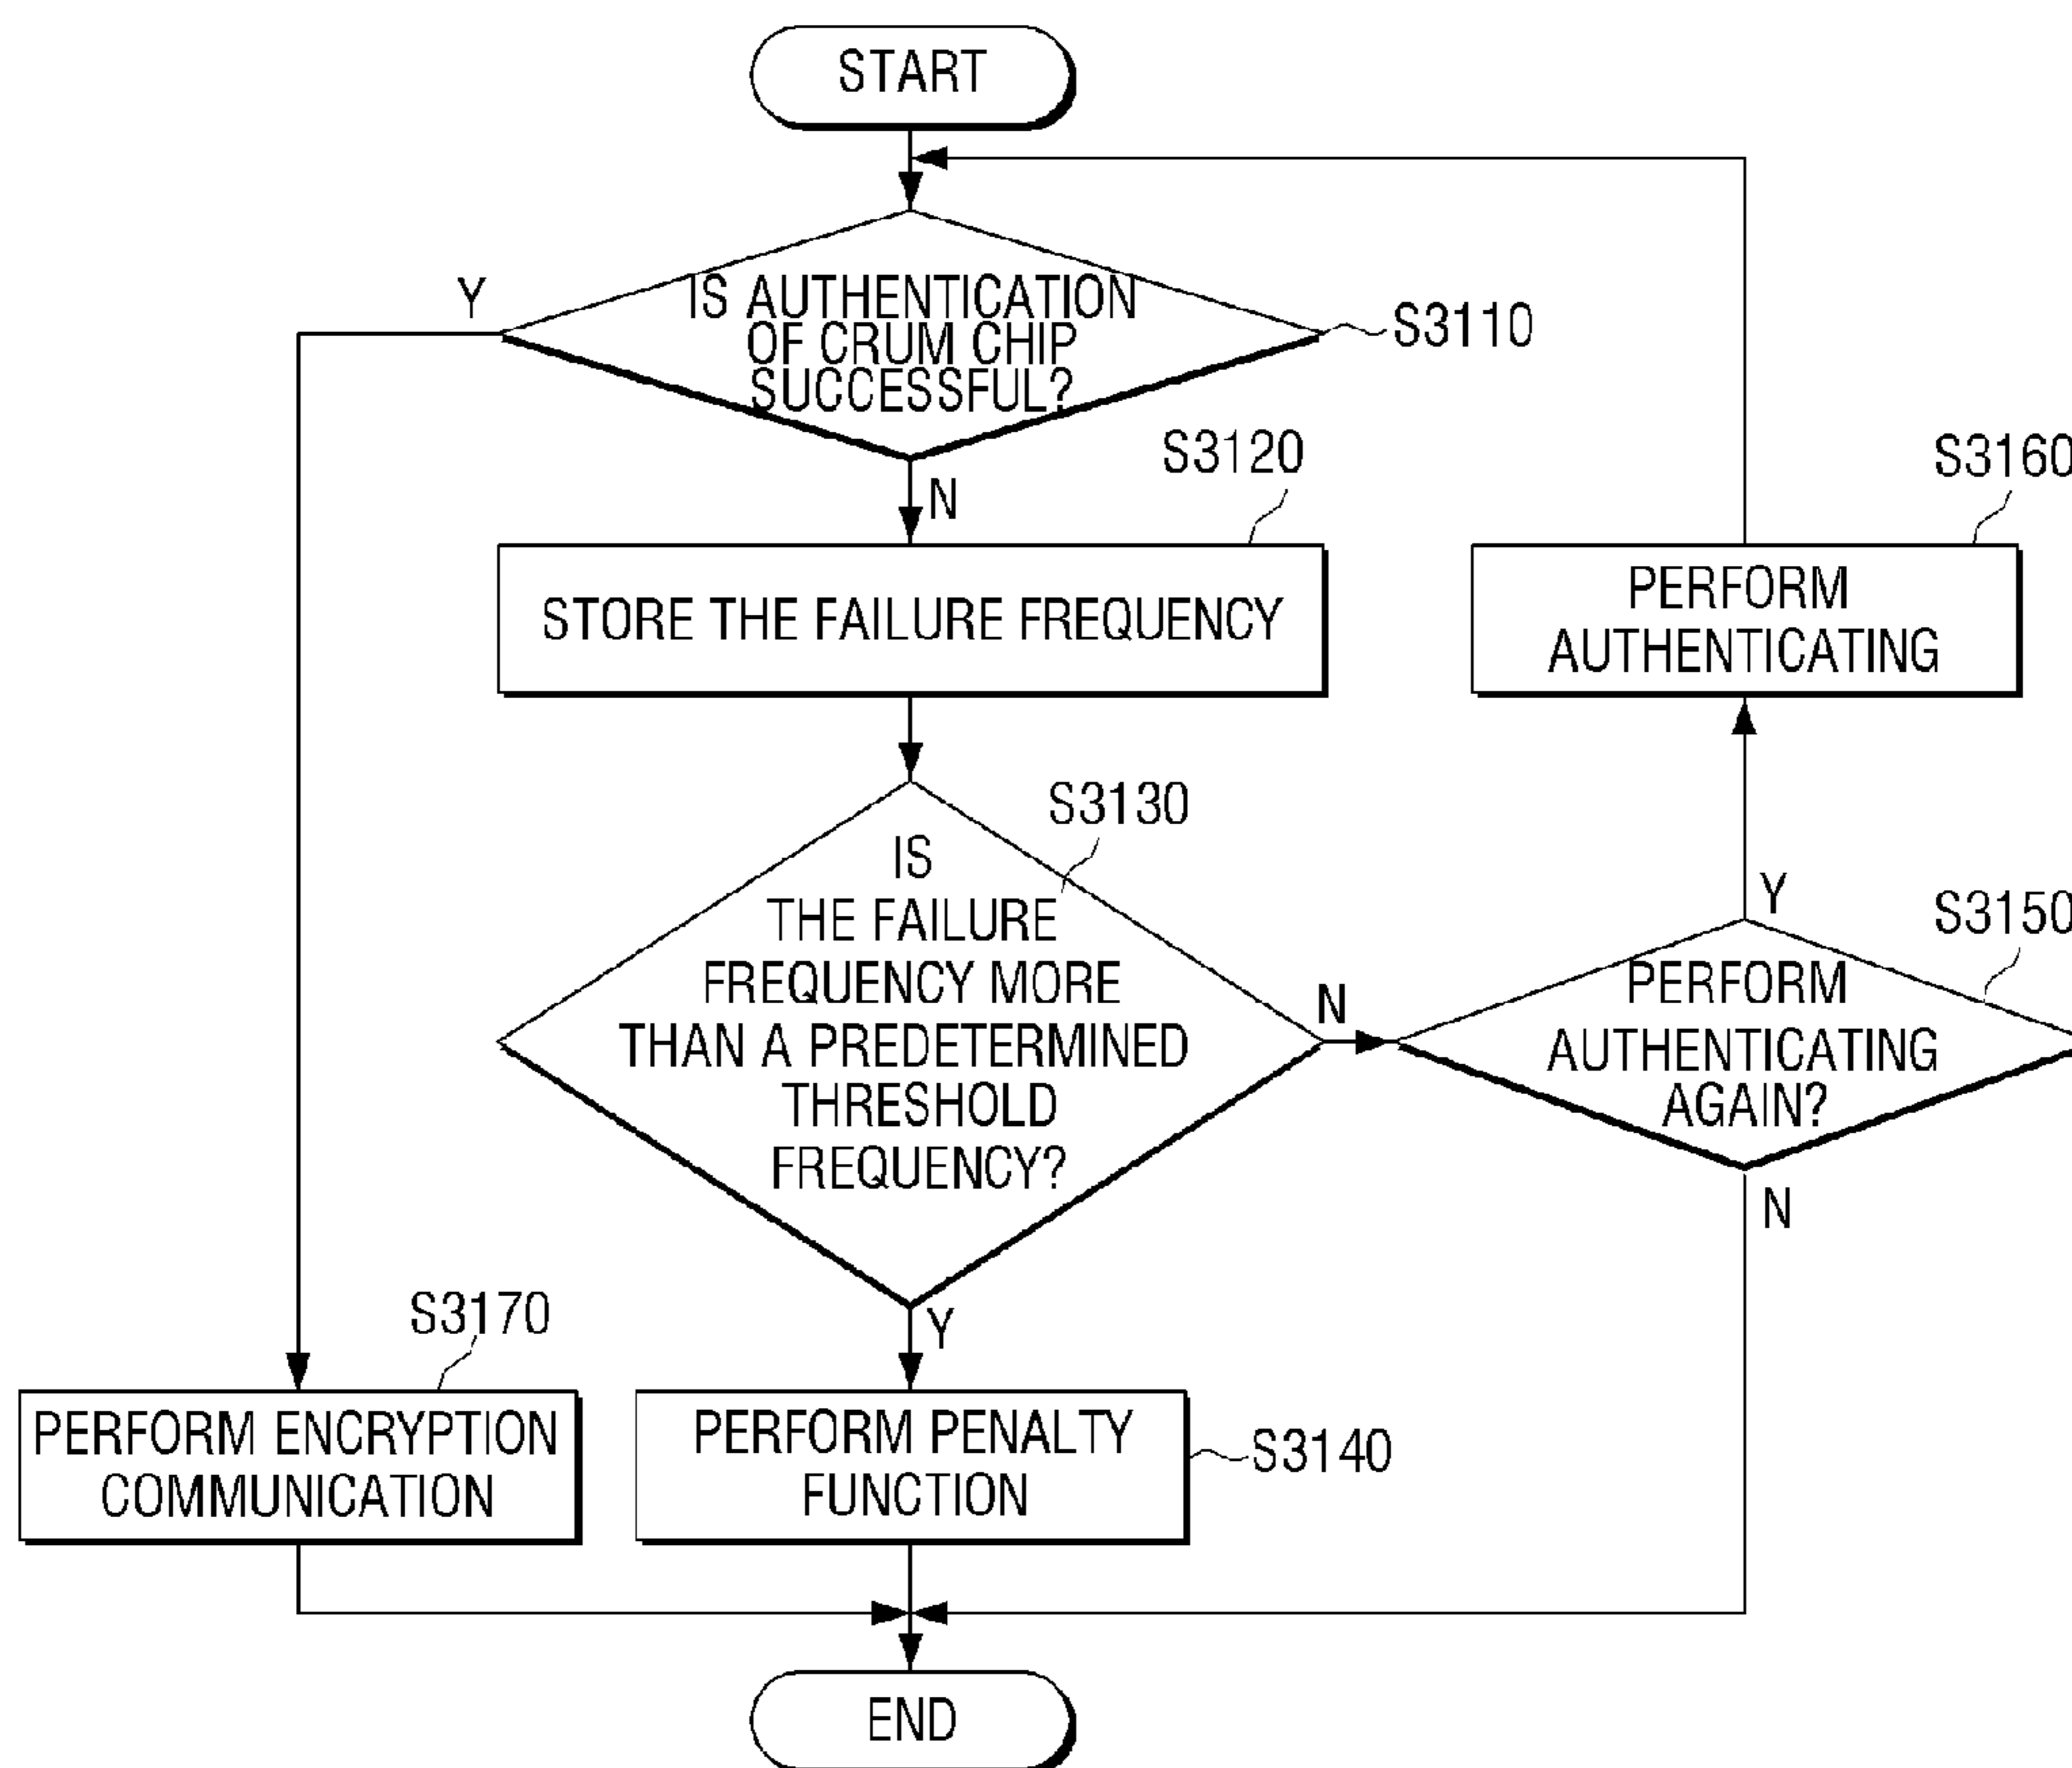 START
Y
IS AUTHENTICATION
OF CRUM CHIP
SUCCESSFUL?
S3110
N
S3120
STORE THE FAILURE FREQUENCY
S3160
PERFORM
AUTHENTICATING
S3130
IS
THE FAILURE
FREQUENCY MORE
THAN A PREDETERMINED
THRESHOLD
FREQUENCY?
N
Y
S3150
PERFORM
AUTHENTICATING
AGAIN?
N
Y
S3170
PERFORM ENCRYPTION
COMMUNICATION
PERFORM PENALTY
FUNCTION
S3140
END